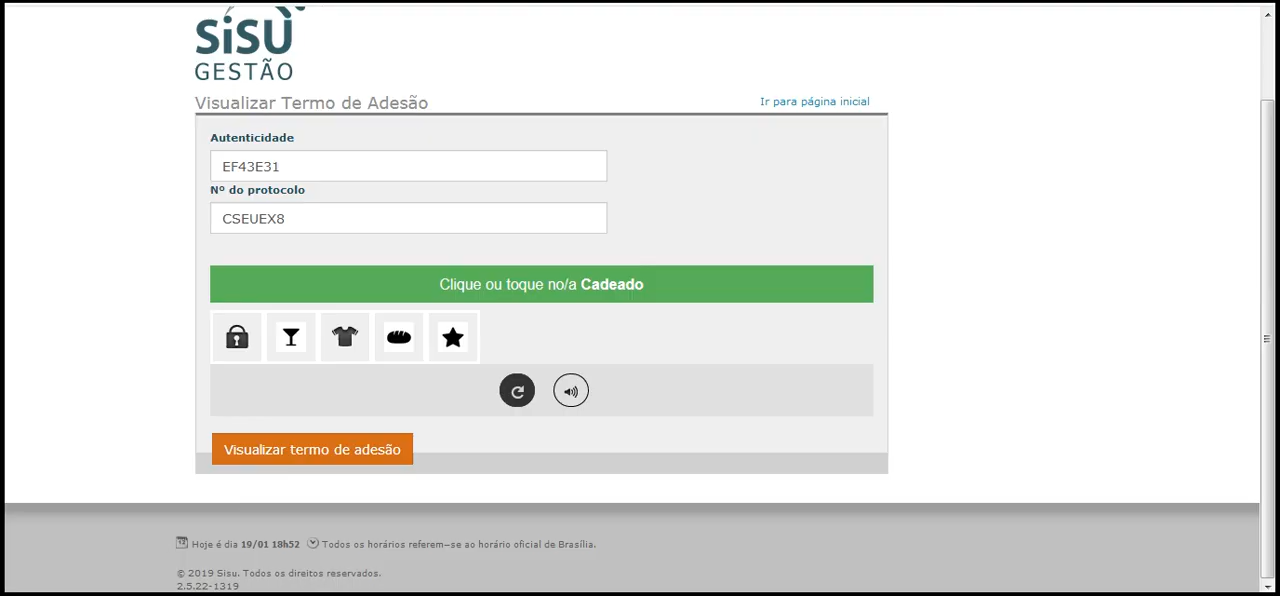 sisu
GESTÃO
Visualizar Termo de Adesão
Ir para página inicial
Autenticidade
EF43E31
Nº do protocolo
CSEUEX8
Clique ou toque no/a Cadeado
Visualizar termo de adesão
Hoje é dia 19/01 18h52 Todos os horários referem-se ao horário oficial de Brasília.
© 2019 Sisu. Todos os direitos reservados.
2.5.22-1319